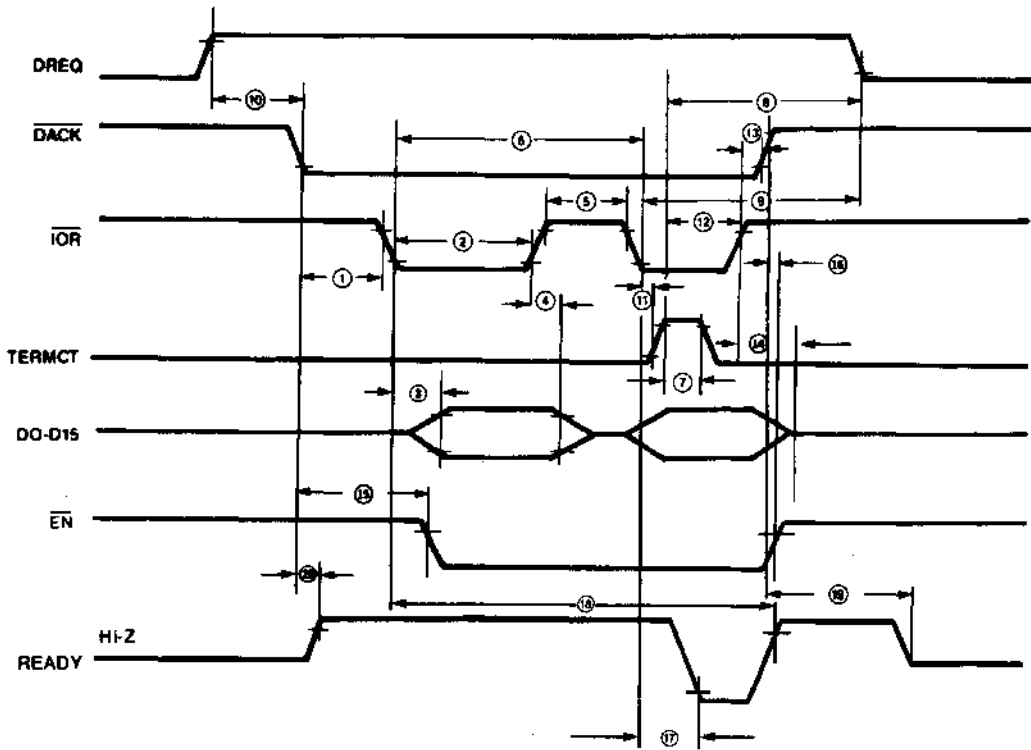 DREQ
⑩
⑧
DACK
⑥
⑬
⑤
⑨
IOR
②
⑫
①
⑯
④
⑪
TERMCT
⑭
③
⑦
DO-D15
⑮
EN
⑳
⑱
⑲
HI-Z
READY
⑰